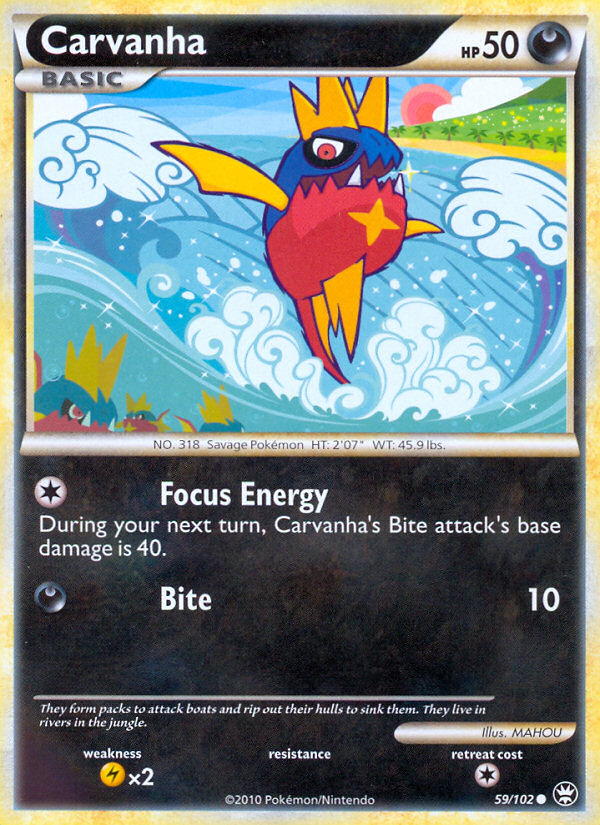 Carvanha
HP 50
BASIC
NO. 318 Savage Pokémon HT: 2'07" WT: 45.9 lbs.
Focus Energy
During your next turn, Carvanha's Bite attack's base
damage is 40.
Bite 10
They form packs to attack boats and rip out their hulls to sink them. They live in
rivers in the jungle.
Illus. MAHOU
weakness resistance retreat cost
×2
©2010 Pokémon/Nintendo 59/102